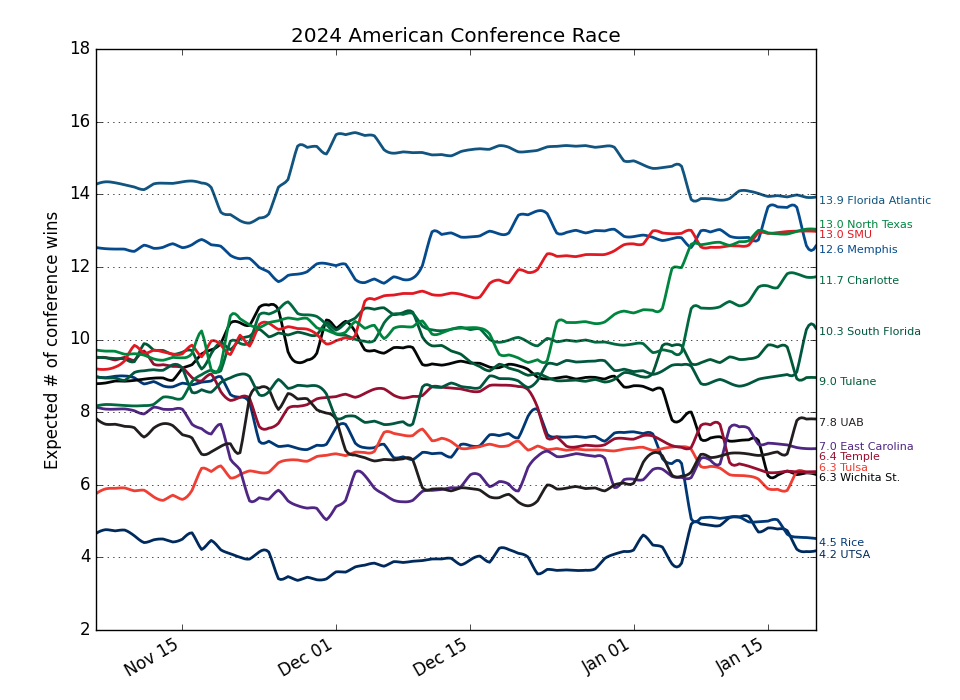 2024 American Conference Race
Expected # of conference wins
18
16
14
12
10
8
6
4
2
13.9 Florida Atlantic
13.0 North Texas
13.0 SMU
12.6 Memphis
11.7 Charlotte
10.3 South Florida
9.0 Tulane
7.8 UAB
7.0 East Carolina
6.4 Temple
6.3 Tulsa
6.3 Wichita St.
4.5 Rice
4.2 UTSA
Nov 15
Dec 01
Dec 15
Jan 01
Jan 15